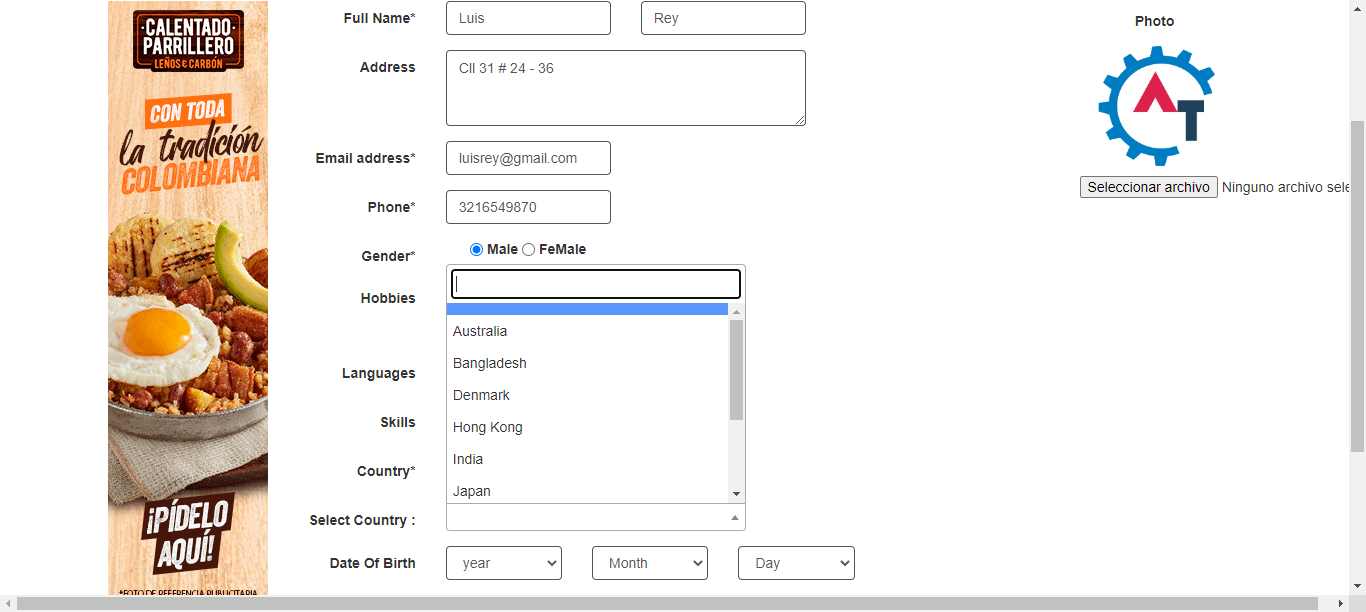 CALENTADO
PARRILLERO
LEÑOS & CARBÓN
CON TODA
la tradición
COLOMBIANA
¡PÍDELO
AQUÍ!
*FOTO DE REFERENCIA PUBLICITARIA
Full Name* Luis Rey
Address Cll 31 # 24 - 36
Email address* luisrey@gmail.com
Phone* 3216549870
Gender* Male FeMale
Hobbies
Australia
Bangladesh
Languages
Denmark
Skills
Hong Kong
India
Country*
Japan
Select Country :
Date Of Birth year Month Day
Photo
AT
Seleccionar archivo Ninguno archivo sele